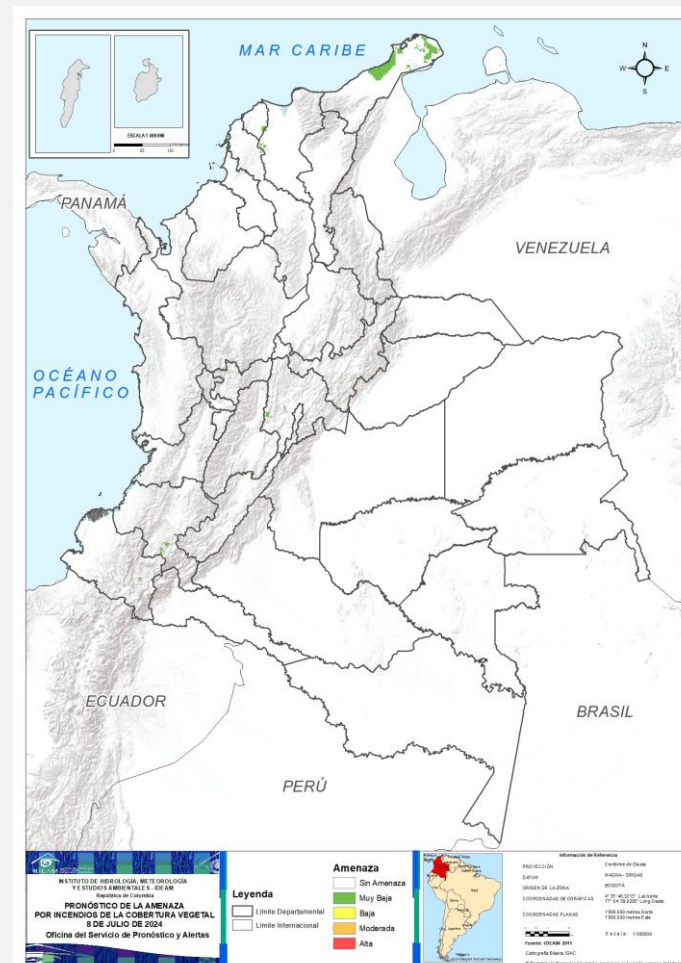 MAR CARIBE
N
W
E
S
ESCALA 1:600.000
PANAMÁ
VENEZUELA
OCÉANO
PACÍFICO
ECUADOR
BRASIL
PERÚ
IDEAM
INSTITUTO DE HIDROLOGÍA, METEOROLOGÍA
Y ESTUDIOS AMBIENTALES - IDEAM
República de Colombia
PRONÓSTICO DE LA AMENAZA
POR INCENDIOS DE LA COBERTURA VEGETAL
8 DE JULIO DE 2024
Oficina del Servicio de Pronóstico y Alertas
Leyenda
Límite Departamental
Límite Internacional
Amenaza
Sin Amenaza
Muy Baja
Baja
Moderada
Alta
Información de Referencia
PROYECCIÓN Conforme de Gauss
DATUM MAGNA - SIRGAS
ORIGEN DE LA ZONA BOGOTÁ
COORDENADAS GEOGRÁFICAS
COORDENADAS PLANAS
Fuente: IDEAM- 2011
Cartografía Básica IGAC